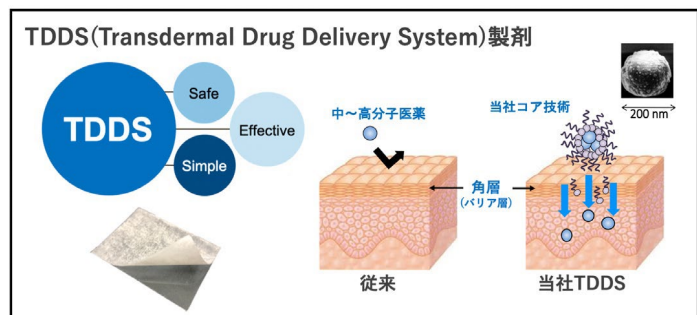 TDDS(Transdermal Drug Delivery System)製剤
TDDS
Safe
Effective
Simple
中～高分子医薬
当社コア技術
200 nm
角層
(バリア層)
従来
当社TDDS